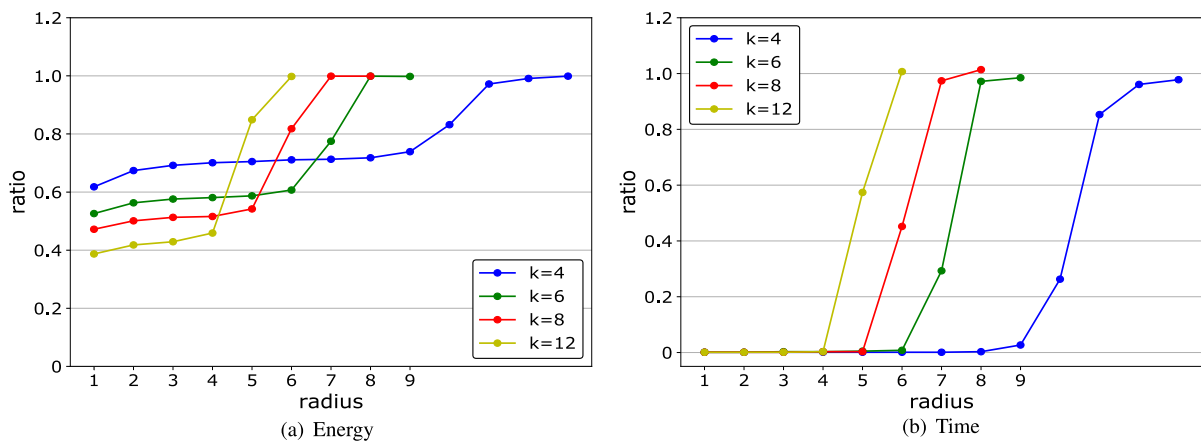 1.2
1.0
0.8
0.6
0.4
0.2
0
ratio
k=4
k=6
k=8
k=12
1 2 3 4 5 6 7 8 9
radius
(a) Energy
1.2
1.0
0.8
0.6
0.4
0.2
0
ratio
k=4
k=6
k=8
k=12
1 2 3 4 5 6 7 8 9
radius
(b) Time